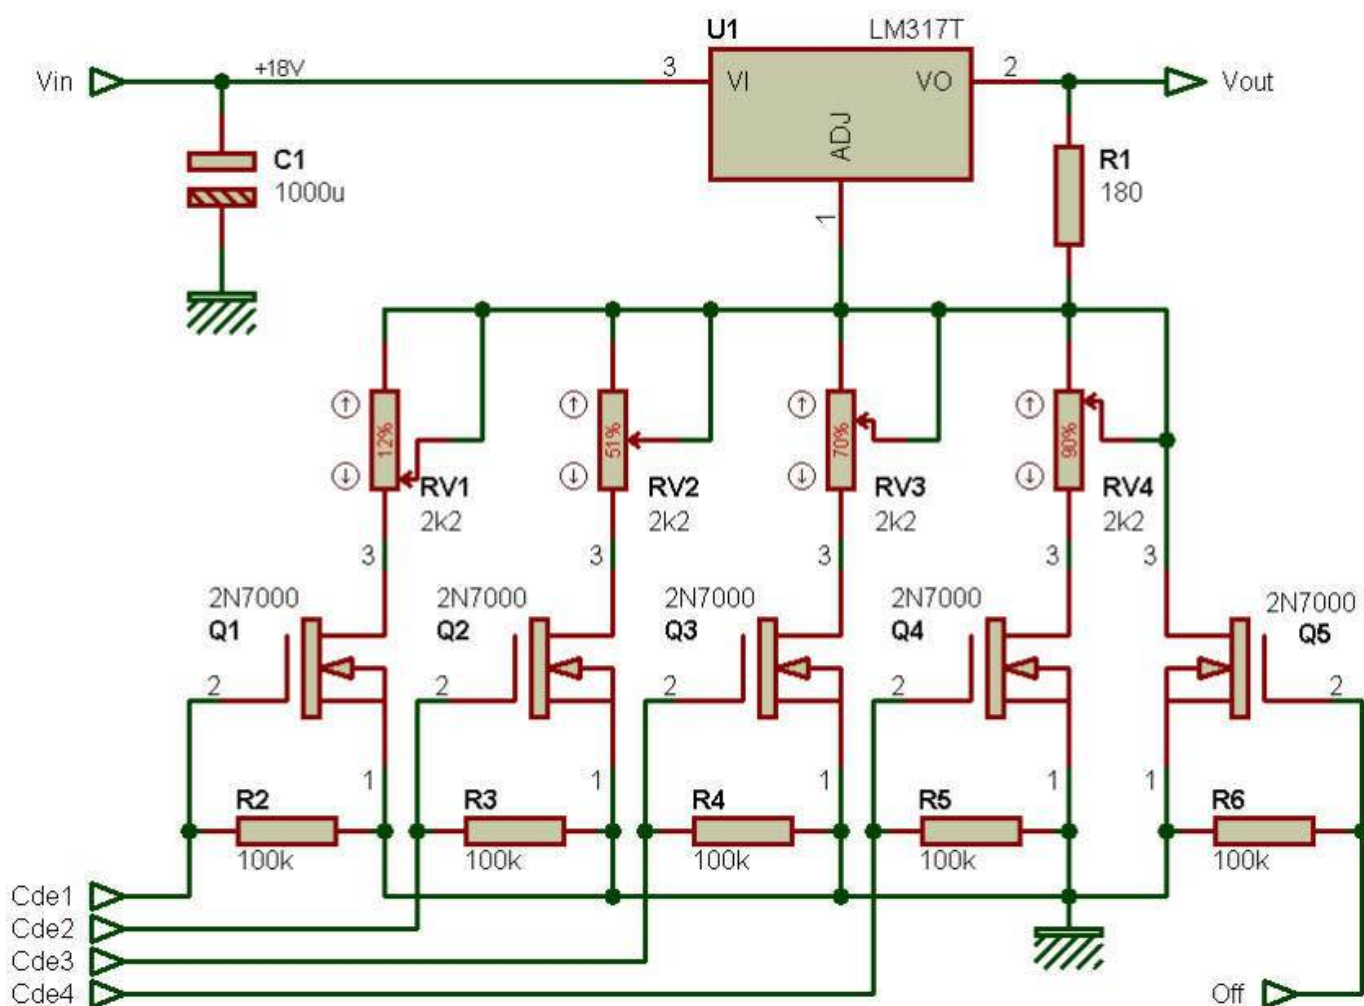 U1 LM317T
Vin +18V 3 VI VO 2 Vout
ADJ
C1
1000u
1
R1
180
12% 51% 70% 90%
RV1 RV2 RV3 RV4
2k2 2k2 2k2 2k2
3 3 3 3 3
2N7000 2N7000 2N7000 2N7000 2N7000
Q1 Q2 Q3 Q4 Q5
2 2 2 2 2
1 1 1 1 1
R2 R3 R4 R5 R6
100k 100k 100k 100k 100k
Cde1
Cde2
Cde3
Cde4 Off